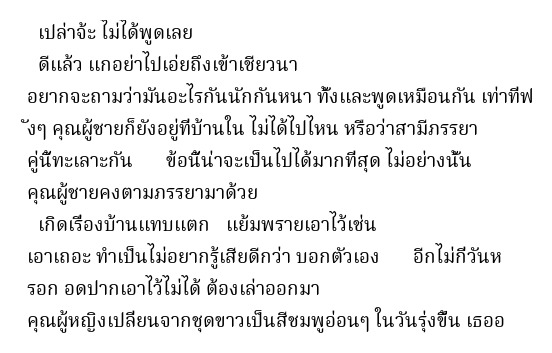 เปล่าจ้ะ ไม่ได้พูดเลย
ดีแล้ว แกอย่าไปเอ่ยถึงเข้าเชียวนา
อยากจะถามว่ามันอะไรกันนักกันหนา ทั้งและพูดเหมือนกัน เท่าที่ฟ
ังๆ คุณผู้ชายก็ยังอยู่ที่บ้านใน ไม่ได้ไปไหน หรือว่าสามีภรรยา
คู่นี้ทะเลาะกัน ข้อนี้น่าจะเป็นไปได้มากที่สุด ไม่อย่างนั้น
คุณผู้ชายคงตามภรรยามาด้วย
เกิดเรื่องบ้านแทบแตก แย้มพรายเอาไว้เช่น
เอาเถอะ ทำเป็นไม่อยากรู้เสียดีกว่า บอกตัวเอง อีกไม่กี่วันห
รอก อดปากเอาไว้ไม่ได้ ต้องเล่าออกมา
คุณผู้หญิงเปลี่ยนจากชุดขาวเป็นสีชมพูอ่อนๆ ในวันรุ่งขึ้น เธออ